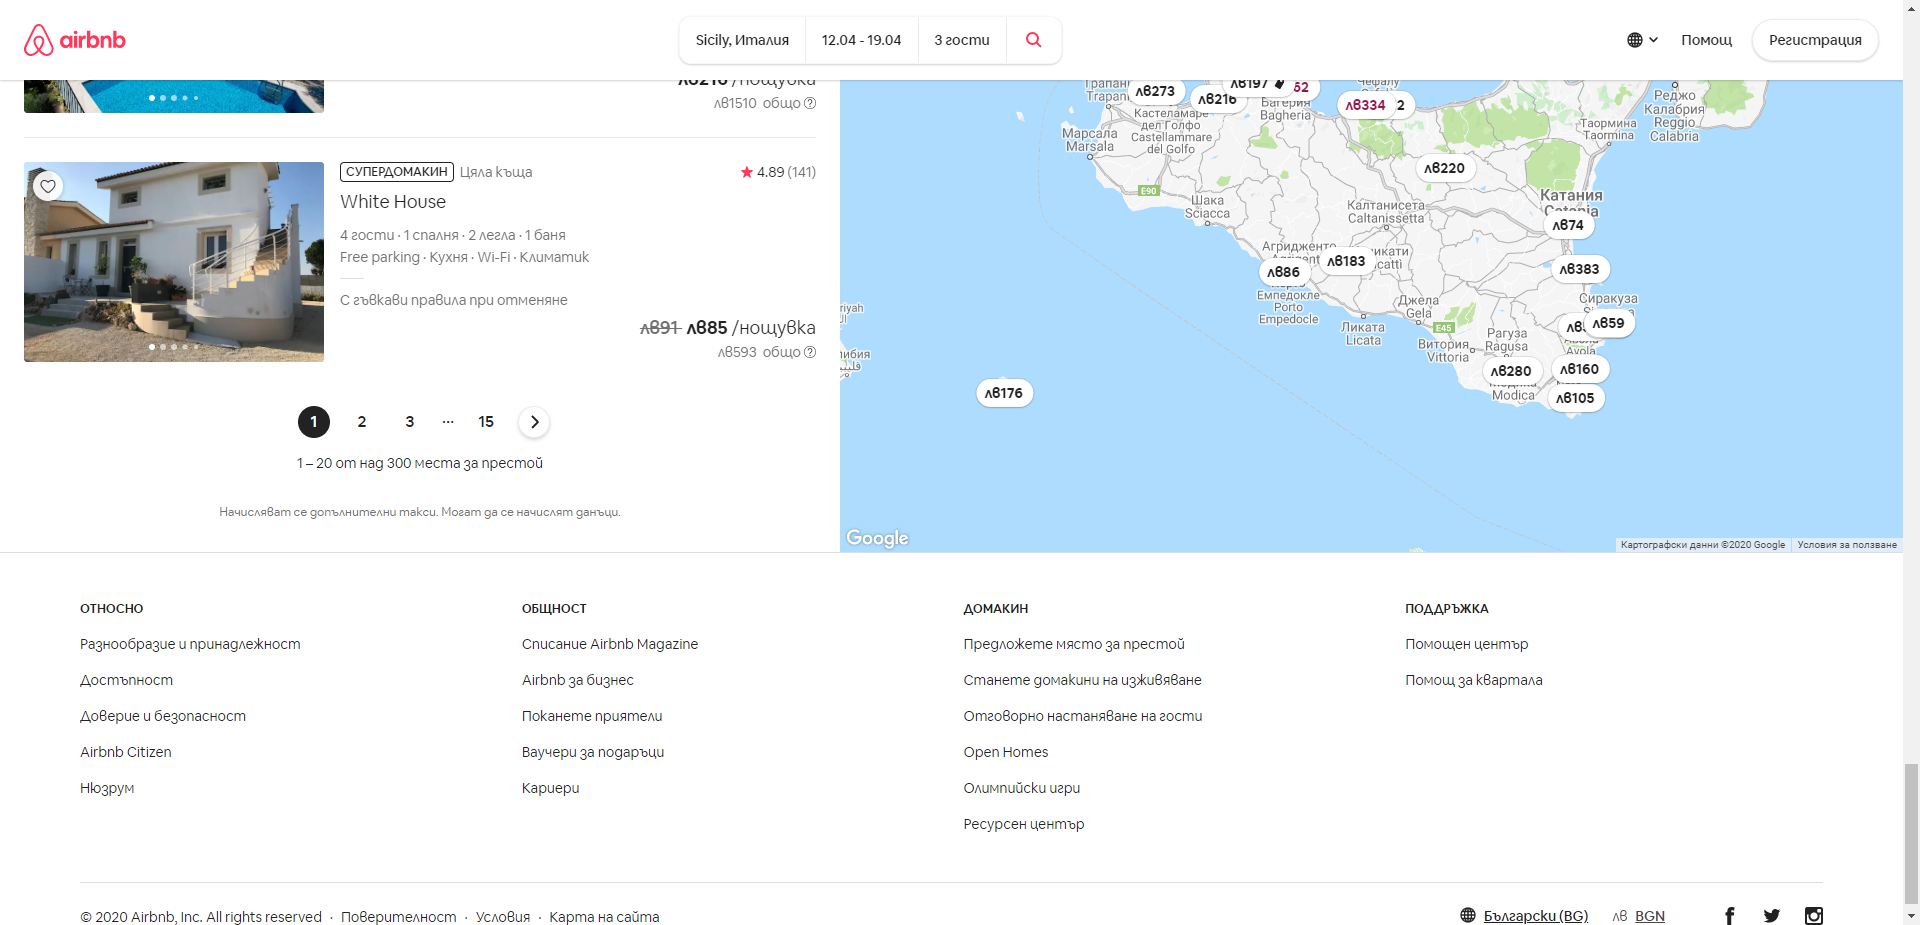 airbnb
Sicily, Италия
12.04 - 19.04
3 гости
Помощ
Регистрация
лв216 /нощувка
лв1510 общо
СУПЕРДОМАКИН Цяла къща
4.89 (141)
White House
4 гости · 1 спалня · 2 легла · 1 баня
Free parking · Кухня · Wi-Fi · Климатик
С гъвкави правила при отменяне
лв91 лв85 /нощувка
лв593 общо
1 2 3 ... 15
1 – 20 от над 300 места за престой
Начисляват се допълнителни такси. Могат да се начислят данъци.
Трапани
Trapani
лв273
лв216
лв197
52
Чефалу
лв334
2
Багерия
Bagheria
Кастеламаре
дел Голфо
Castellammare
del Golfo
Марсала
Marsala
Реджо
Калабрия
Reggio
Calabria
Таормина
Taormina
лв220
E90
Шака
Sciacca
Калтанисета
Caltanissetta
Катания
Catania
лв74
Агридженто
Agrigento
лв86
лв183
Емпедокле
Porto
Empedocle
лв383
Сиракуза
Джела
Gela
E45
Ликата
Licata
Витория
Vittoria
Рагуза
Ragusa
лв59
Avola
лв280
лв160
Modica
лв105
лв176
Google
Картографски данни ©2020 Google
Условия за ползване
ОТНОСНО
Разнообразие и принадлежност
Достъпност
Доверие и безопасност
Airbnb Citizen
Нюзрум
ОБЩНОСТ
Списание Airbnb Magazine
Airbnb за бизнес
Поканете приятели
Ваучери за подаръци
Кариери
ДОМАКИН
Предложете място за престой
Станете домакини на изживяване
Отговорно настаняване на гости
Open Homes
Олимпийски игри
Ресурсен център
ПОДДРЪЖКА
Помощен център
Помощ за квартала
© 2020 Airbnb, Inc. All rights reserved · Поверителност · Условия · Карта на сайта
Български (BG)
лв BGN